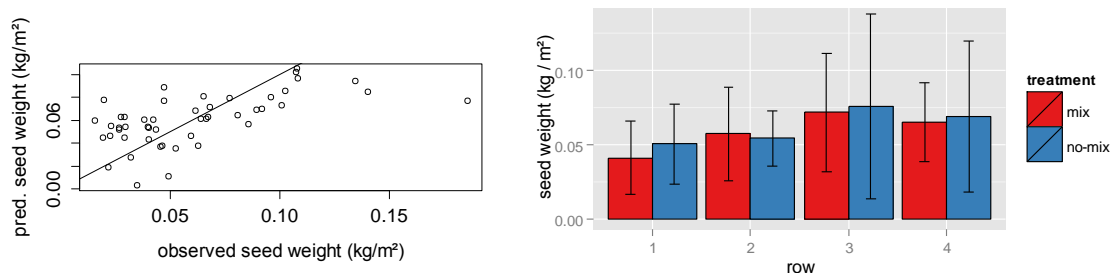 pred. seed weight (kg/m²)
0.06
0.00
0.05
0.10
0.15
observed seed weight (kg/m²)
seed weight (kg / m²)
0.10
0.05
0.00
1
2
3
4
row
treatment
mix
no-mix